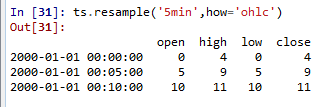 In [31]: ts.resample('5min',how='ohlc')
Out[31]:
open high low close
2000-01-01 00:00:00 0 4 0 4
2000-01-01 00:05:00 5 9 5 9
2000-01-01 00:10:00 10 11 10 11